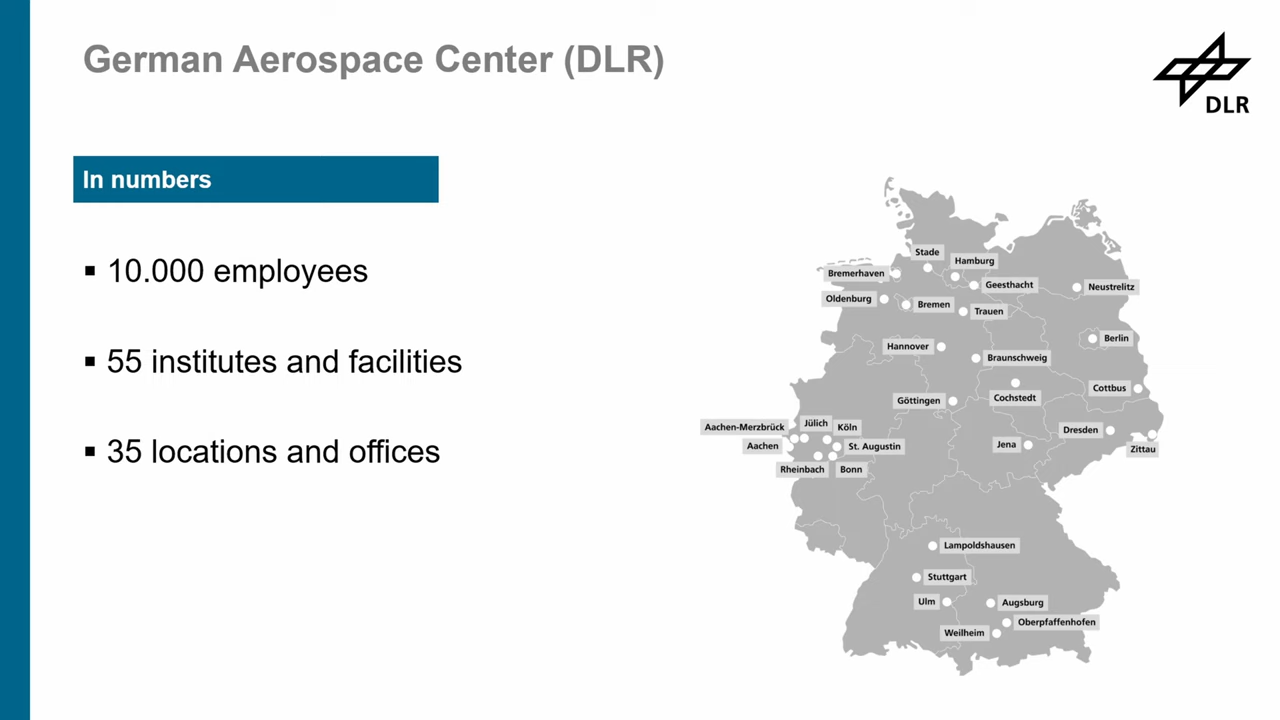 German Aerospace Center (DLR)
DLR
In numbers
▪ 10.000 employees
▪ 55 institutes and facilities
▪ 35 locations and offices
Stade
Hamburg
Bremerhaven
Geesthacht
Neustrelitz
Oldenburg
Bremen
Trauen
Berlin
Hannover
Braunschweig
Cottbus
Cochstedt
Göttingen
Jülich
Aachen-Merzbrück
Köln
Dresden
Aachen
St. Augustin
Jena
Zittau
Rheinbach
Bonn
Lampoldshausen
Stuttgart
Ulm
Augsburg
Oberpfaffenhofen
Weilheim